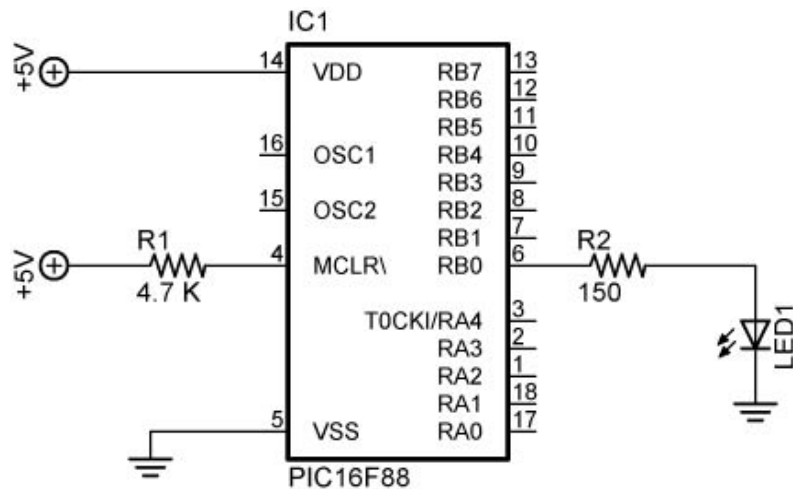 IC1
+5V
14 VDD RB7 13
RB6 12
RB5 11
16 OSC1 RB4 10
RB3 9
15 OSC2 RB2 8
RB1 7
+5V
R1
4.7 K
4 MCLR\ RB0 6
R2
150
LED1
T0CKI/RA4 3
RA3 2
RA2 1
RA1 18
5 VSS RA0 17
PIC16F88